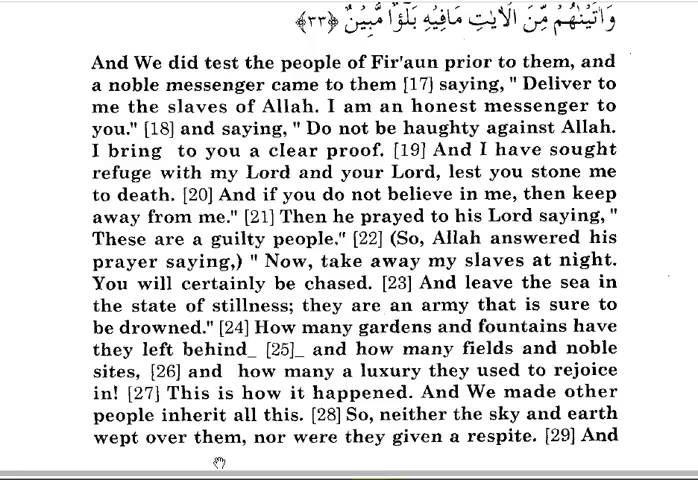 وَاٰتَيْنٰهُمْ مِّنَ الْاٰيٰتِ مَافِيْهِ بَلٰٓؤٌا مُّبِيْنٌ ﴿۳۳﴾
And We did test the people of Fir'aun prior to them, and
a noble messenger came to them [17] saying, " Deliver to
me the slaves of Allah. I am an honest messenger to
you." [18] and saying, " Do not be haughty against Allah.
I bring to you a clear proof. [19] And I have sought
refuge with my Lord and your Lord, lest you stone me
to death. [20] And if you do not believe in me, then keep
away from me." [21] Then he prayed to his Lord saying, "
These are a guilty people." [22] (So, Allah answered his
prayer saying,) " Now, take away my slaves at night.
You will certainly be chased. [23] And leave the sea in
the state of stillness; they are an army that is sure to
be drowned." [24] How many gardens and fountains have
they left behind_ [25]_ and how many fields and noble
sites, [26] and how many a luxury they used to rejoice
in! [27] This is how it happened. And We made other
people inherit all this. [28] So, neither the sky and earth
wept over them, nor were they given a respite. [29] And